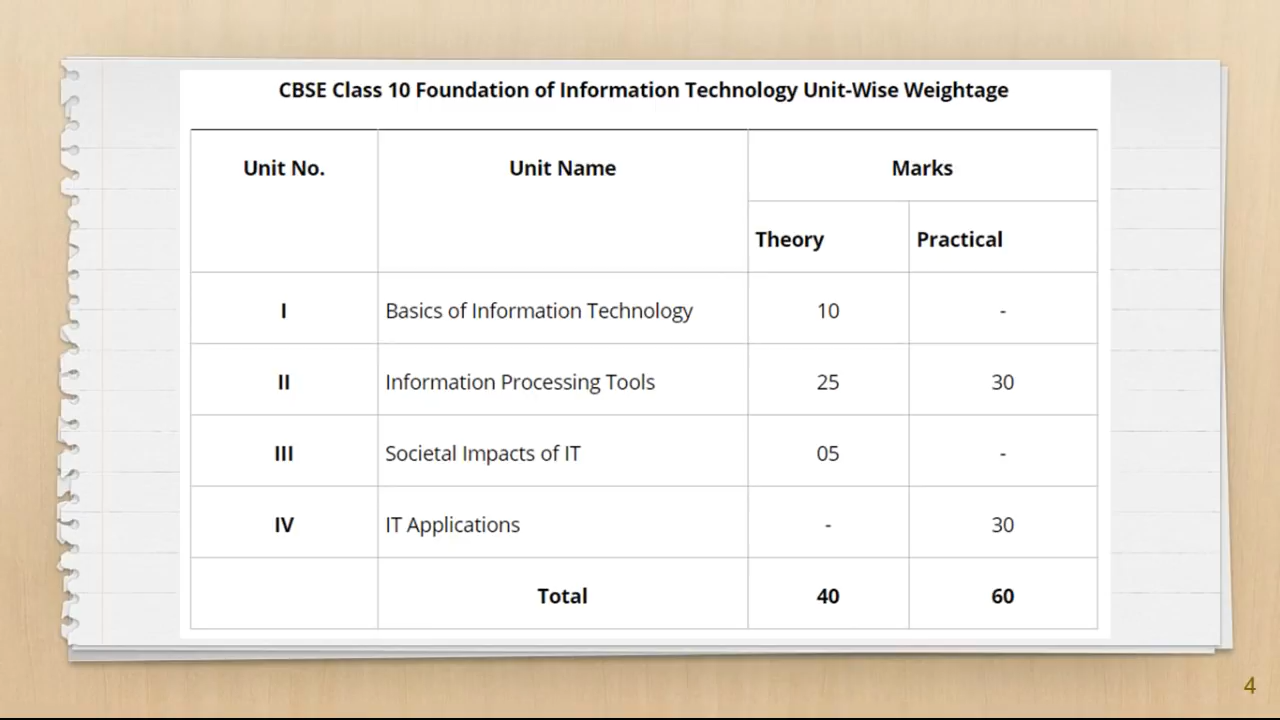 CBSE Class 10 Foundation of Information Technology Unit-Wise Weightage
Unit No. Unit Name Marks
Theory Practical
I Basics of Information Technology 10 -
II Information Processing Tools 25 30
III Societal Impacts of IT 05 -
IV IT Applications - 30
Total 40 60
4